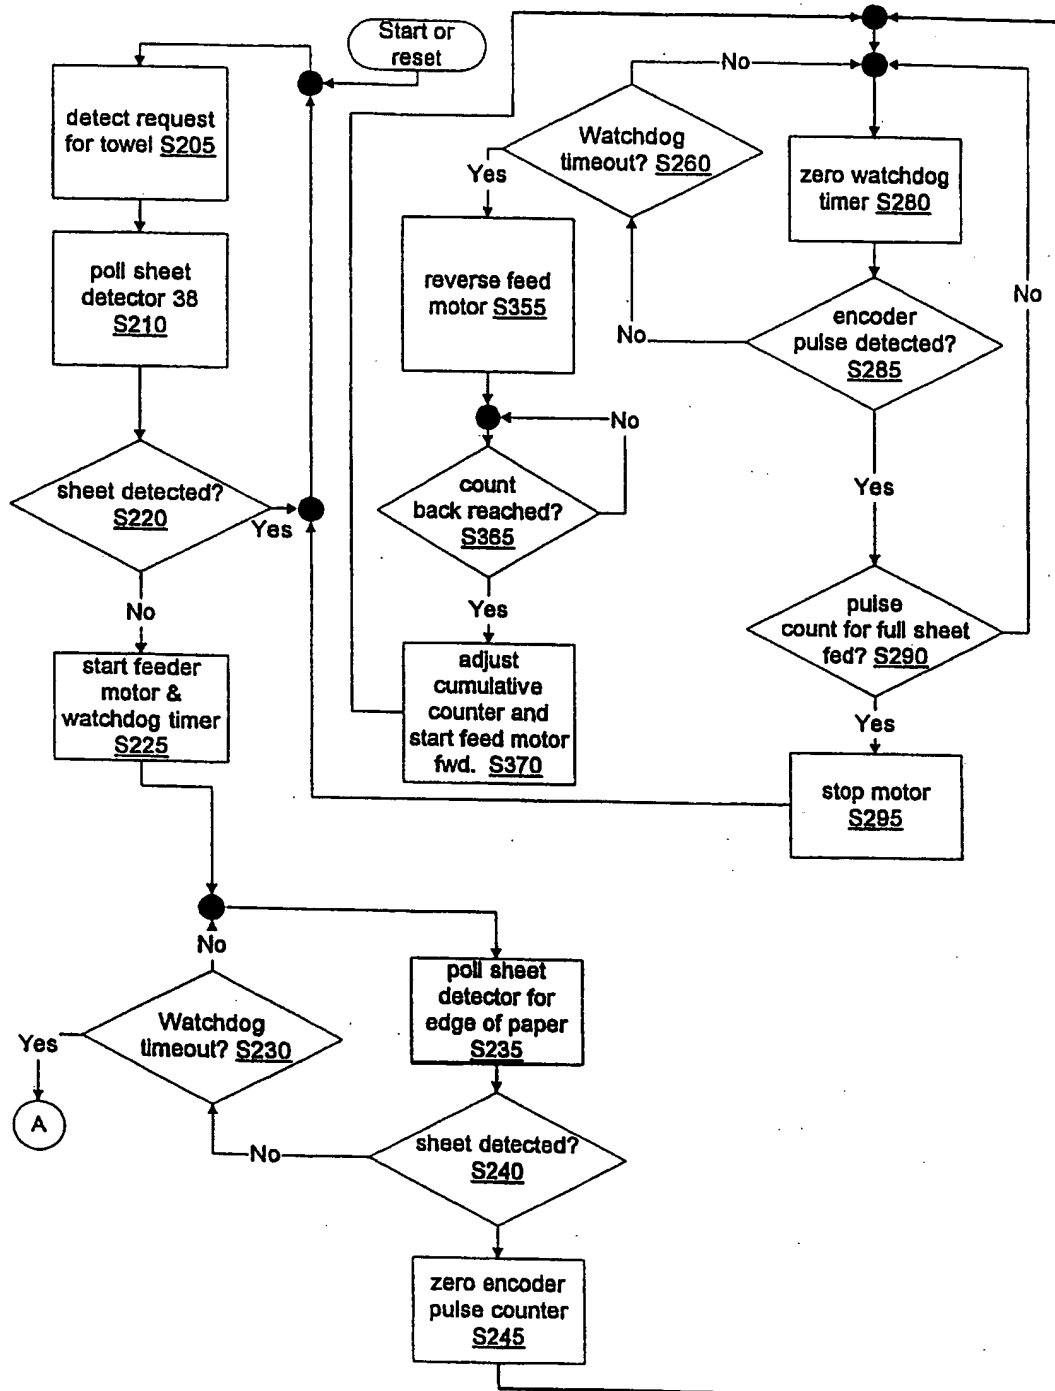 Start or
reset
detect request
for towel S205
poll sheet
detector 38
S210
sheet detected?
S220
Yes
No
start feeder
motor &
watchdog timer
S225
No
Watchdog
timeout? S260
Yes
reverse feed
motor S355
No
count
back reached?
S365
Yes
adjust
cumulative
counter and
start feed motor
fwd. S370
zero watchdog
timer S280
No
encoder
pulse detected?
S285
No
Yes
pulse
count for full sheet
fed? S290
Yes
stop motor
S295
No
Watchdog
timeout? S230
Yes
A
poll sheet
detector for
edge of paper
S235
sheet detected?
S240
No
zero encoder
pulse counter
S245